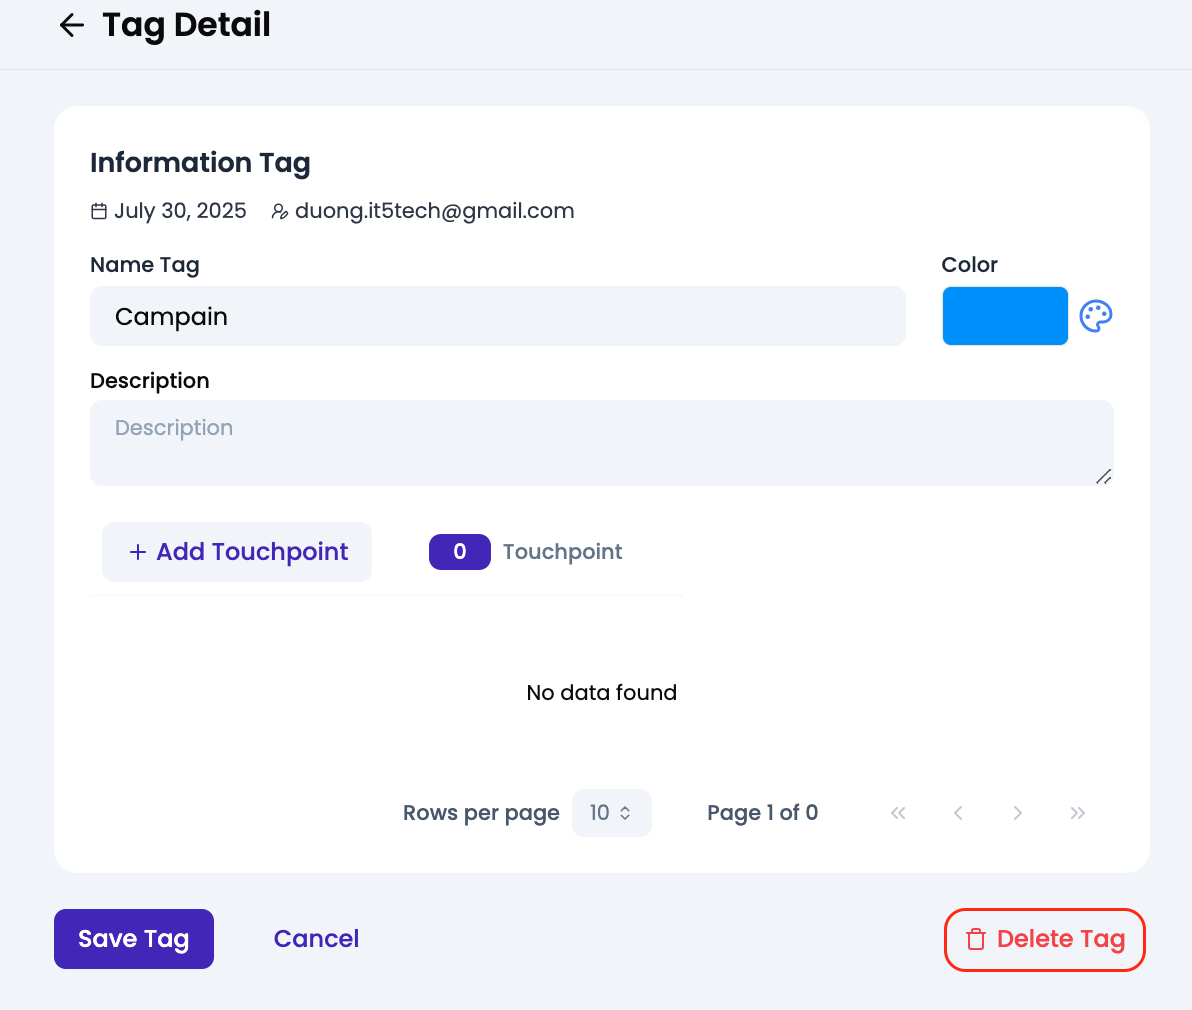 Tag Detail
Information Tag
July 30, 2025 duong.it5tech@gmail.com
Name Tag Color
Campain
Description
Description
+ Add Touchpoint 0 Touchpoint
No data found
Rows per page 10 Page 1 of 0
Save Tag Cancel Delete Tag